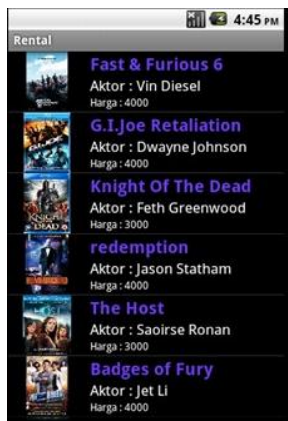 4:45 PM
Rental
Fast & Furious 6
Aktor : Vin Diesel
Harga : 4000
G.I.Joe Retaliation
Aktor : Dwayne Johnson
Harga : 4000
Knight Of The Dead
Aktor : Feth Greenwood
Harga : 3000
redemption
Aktor : Jason Statham
Harga : 4000
The Host
Aktor : Saoirse Ronan
Harga : 3000
Badges of Fury
Aktor : Jet Li
Harga : 4000